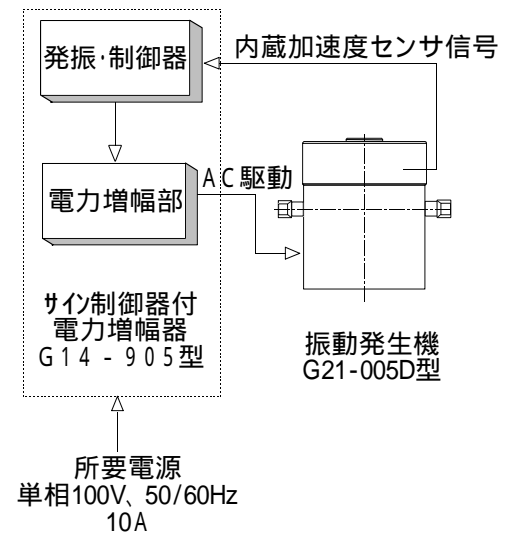 発振・制御器
内蔵加速度センサ信号
電力増幅部
AC駆動
サイン制御器付
電力増幅器
G14-905型
振動発生機
G21-005D型
所要電源
単相100V、50/60Hz
10A